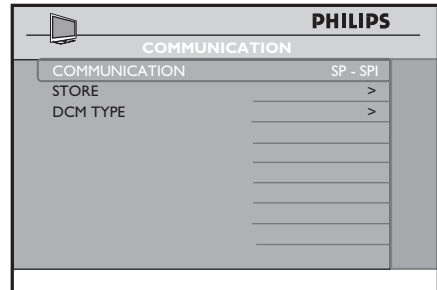 PHILIPS
COMMUNICATION
COMMUNICATION SP - SPI
STORE >
DCM TYPE >